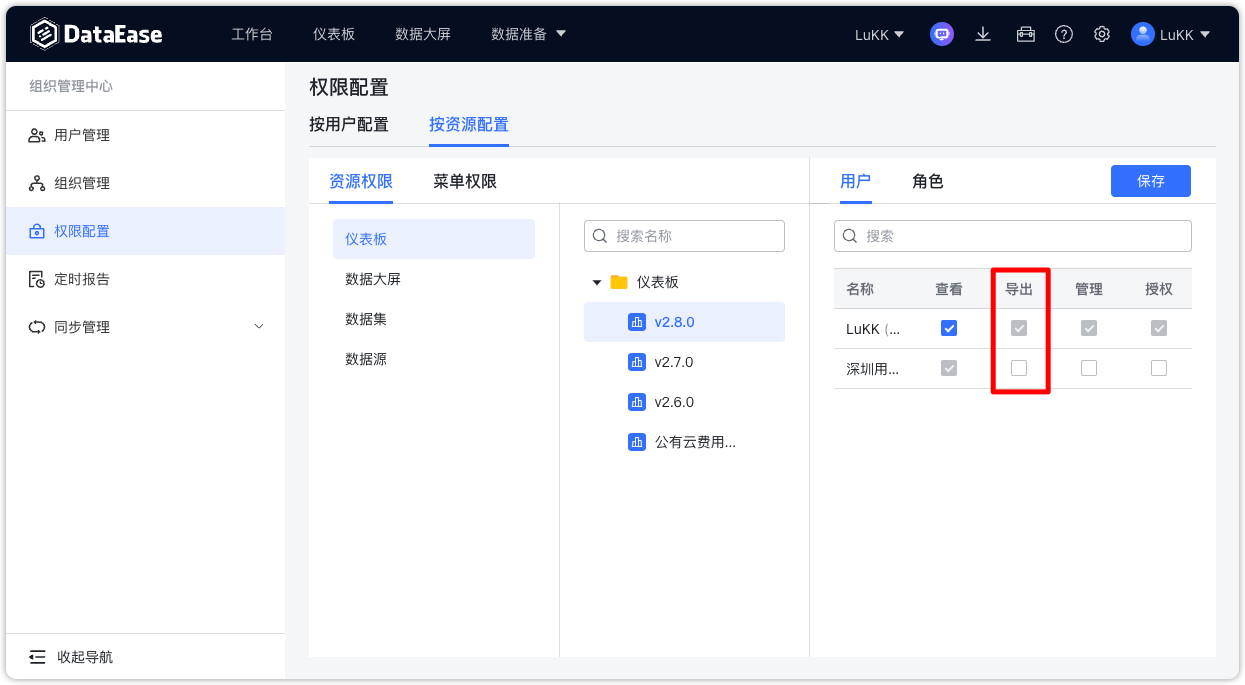 DataEase
工作台
仪表板
数据大屏
数据准备
LuKK
LuKK
组织管理中心
用户管理
组织管理
权限配置
定时报告
同步管理
收起导航
权限配置
按用户配置
按资源配置
资源权限
菜单权限
仪表板
数据大屏
数据集
数据源
搜索名称
仪表板
v2.8.0
v2.7.0
v2.6.0
公有云费用...
用户
角色
保存
搜索
名称 查看 导出 管理 授权
LuKK (...
深圳用...